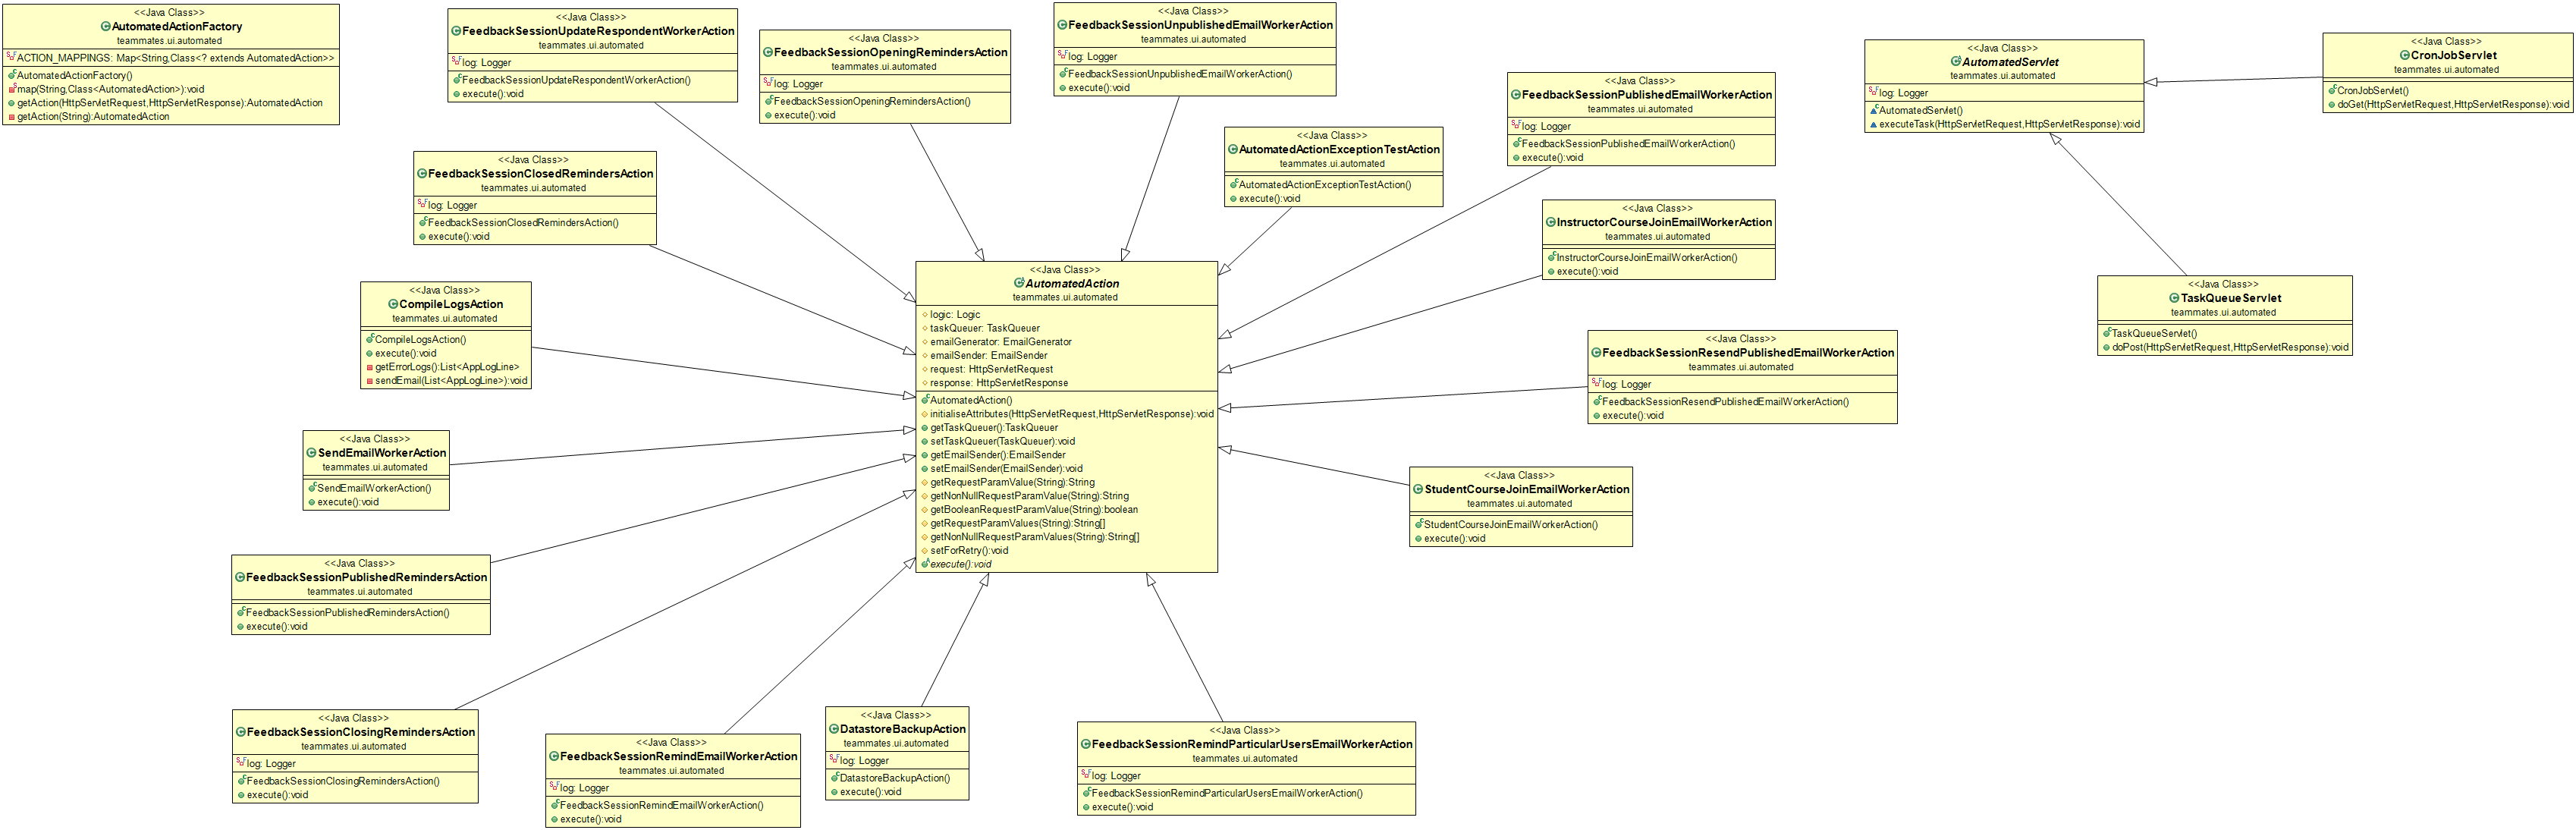 <<Java Class>>
AutomatedActionFactory
teammates.ui.automated
ACTION_MAPPINGS: Map<String,Class<? extends AutomatedAction>>
AutomatedActionFactory()
map(String,Class<AutomatedAction>):void
getAction(HttpServletRequest,HttpServletResponse):AutomatedAction
getAction(String):AutomatedAction
<<Java Class>>
FeedbackSessionUpdateRespondentWorkerAction
teammates.ui.automated
log: Logger
FeedbackSessionUpdateRespondentWorkerAction()
execute():void
<<Java Class>>
FeedbackSessionOpeningRemindersAction
teammates.ui.automated
log: Logger
FeedbackSessionOpeningRemindersAction()
execute():void
<<Java Class>>
FeedbackSessionUnpublishedEmailWorkerAction
teammates.ui.automated
log: Logger
FeedbackSessionUnpublishedEmailWorkerAction()
execute():void
<<Java Class>>
FeedbackSessionPublishedEmailWorkerAction
teammates.ui.automated
log: Logger
FeedbackSessionPublishedEmailWorkerAction()
execute():void
<<Java Class>>
AutomatedServlet
teammates.ui.automated
log: Logger
AutomatedServlet()
executeTask(HttpServletRequest,HttpServletResponse):void
<<Java Class>>
CronJobServlet
teammates.ui.automated
CronJobServlet()
doGet(HttpServletRequest,HttpServletResponse):void
<<Java Class>>
AutomatedActionExceptionTestAction
teammates.ui.automated
AutomatedActionExceptionTestAction()
execute():void
<<Java Class>>
FeedbackSessionClosedRemindersAction
teammates.ui.automated
log: Logger
FeedbackSessionClosedRemindersAction()
execute():void
<<Java Class>>
InstructorCourseJoinEmailWorkerAction
teammates.ui.automated
InstructorCourseJoinEmailWorkerAction()
execute():void
<<Java Class>>
AutomatedAction
teammates.ui.automated
logic: Logic
taskQueuer: TaskQueuer
emailGenerator: EmailGenerator
emailSender: EmailSender
request: HttpServletRequest
response: HttpServletResponse
AutomatedAction()
initialiseAttributes(HttpServletRequest,HttpServletResponse):void
getTaskQueuer():TaskQueuer
setTaskQueuer(TaskQueuer):void
getEmailSender():EmailSender
setEmailSender(EmailSender):void
getRequestParamValue(String):String
getNonNullRequestParamValue(String):String
getBooleanRequestParamValue(String):boolean
getRequestParamValues(String):String[]
getNonNullRequestParamValues(String):String[]
setForRetry():void
execute():void
<<Java Class>>
TaskQueueServlet
teammates.ui.automated
TaskQueueServlet()
doPost(HttpServletRequest,HttpServletResponse):void
<<Java Class>>
CompileLogsAction
teammates.ui.automated
CompileLogsAction()
execute():void
getErrorLogs():List<AppLogLine>
sendEmail(List<AppLogLine>):void
<<Java Class>>
FeedbackSessionResendPublishedEmailWorkerAction
teammates.ui.automated
log: Logger
FeedbackSessionResendPublishedEmailWorkerAction()
execute():void
<<Java Class>>
SendEmailWorkerAction
teammates.ui.automated
SendEmailWorkerAction()
execute():void
<<Java Class>>
StudentCourseJoinEmailWorkerAction
teammates.ui.automated
StudentCourseJoinEmailWorkerAction()
execute():void
<<Java Class>>
FeedbackSessionPublishedRemindersAction
teammates.ui.automated
FeedbackSessionPublishedRemindersAction()
execute():void
<<Java Class>>
FeedbackSessionClosingRemindersAction
teammates.ui.automated
log: Logger
FeedbackSessionClosingRemindersAction()
execute():void
<<Java Class>>
FeedbackSessionRemindEmailWorkerAction
teammates.ui.automated
log: Logger
FeedbackSessionRemindEmailWorkerAction()
execute():void
<<Java Class>>
DatastoreBackupAction
teammates.ui.automated
log: Logger
DatastoreBackupAction()
execute():void
<<Java Class>>
FeedbackSessionRemindParticularUsersEmailWorkerAction
teammates.ui.automated
log: Logger
FeedbackSessionRemindParticularUsersEmailWorkerAction()
execute():void